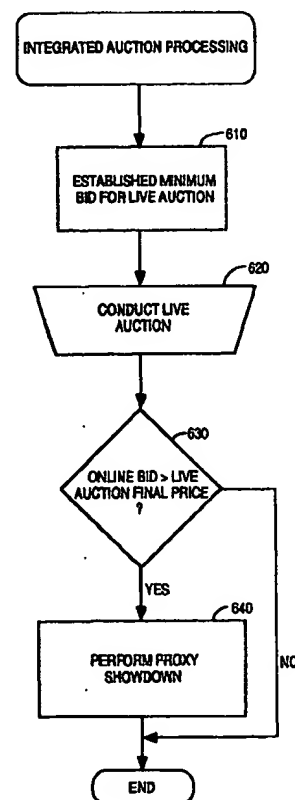 INTEGRATED AUCTION PROCESSING
610
ESTABLISHED MINIMUM
BID FOR LIVE AUCTION
620
CONDUCT LIVE
AUCTION
630
ONLINE BID > LIVE
AUCTION FINAL PRICE
?
YES
640
PERFORM PROXY
SHOWDOWN
NO
END